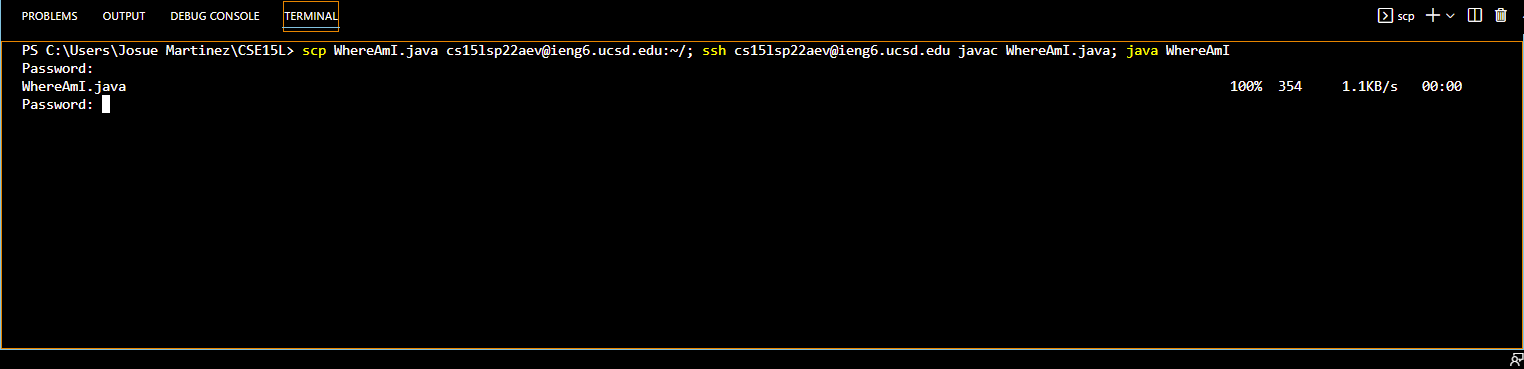 PROBLEMS OUTPUT DEBUG CONSOLE TERMINAL scp
PS C:\Users\Josue Martinez\CSE15L> scp WhereAmI.java cs15lsp22aev@ieng6.ucsd.edu:~/; ssh cs15lsp22aev@ieng6.ucsd.edu javac WhereAmI.java; java WhereAmI
Password:
WhereAmI.java 100% 354 1.1KB/s 00:00
Password: